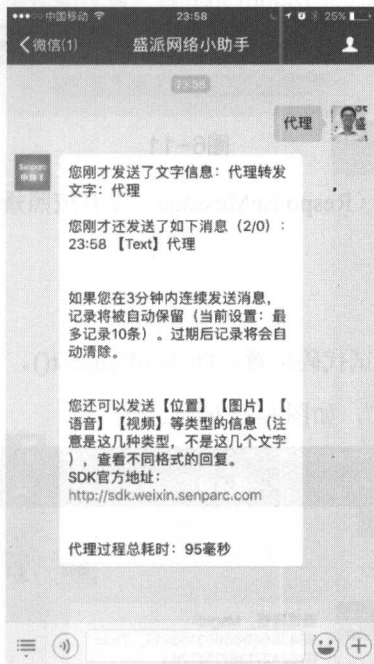 中国移动 23:58 25%
微信(1) 盛派网络小助手
23:58
代理
Senparc
您刚才发送了文字信息：代理转发
文字：代理
您刚才还发送了如下消息（2/0）：
23:58 【Text】代理
如果您在3分钟内连续发送消息，
记录将被自动保留（当前设置：最
多记录10条）。过期后记录将会自
动清除。
您还可以发送【位置】【图片】【
语音】【视频】等类型的信息（注
意是这几种类型，不是这几个文字
），查看不同格式的回复。
SDK官方地址：
http://sdk.weixin.senparc.com
代理过程总耗时：95毫秒